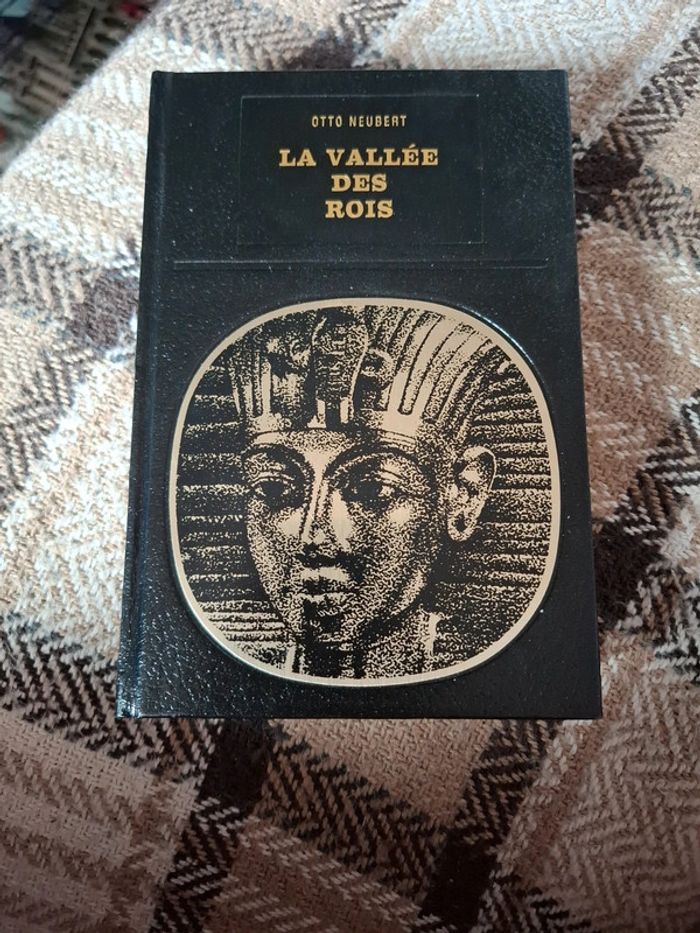 OTTO NEUBERT
LA VALLÉE
DES
ROIS